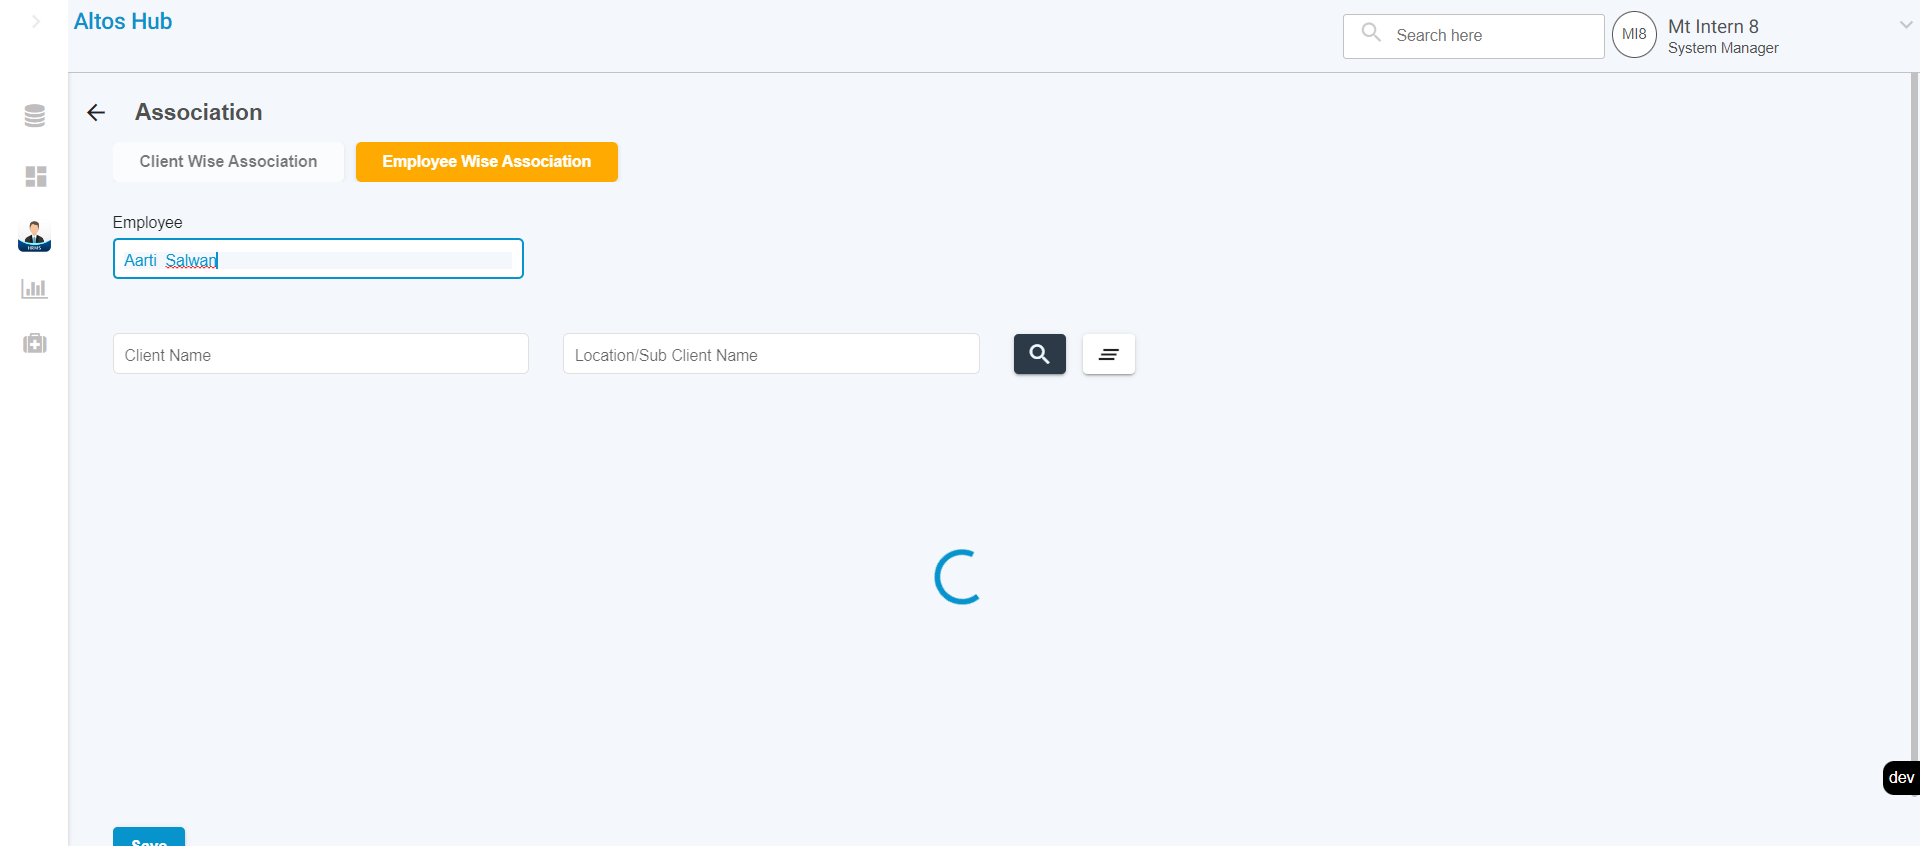 Altos Hub
Search here
MI8
Mt Intern 8
System Manager
Association
Client Wise Association
Employee Wise Association
Employee
Aarti  Salwan
Client Name
Location/Sub Client Name
dev
Save